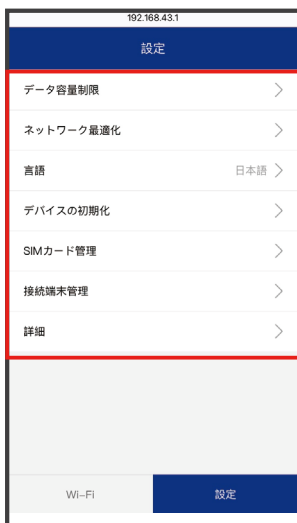 192.168.43.1
設定
データ容量制限
ネットワーク最適化
言語 日本語
デバイスの初期化
SIMカード管理
接続端末管理
詳細
Wi-Fi 設定